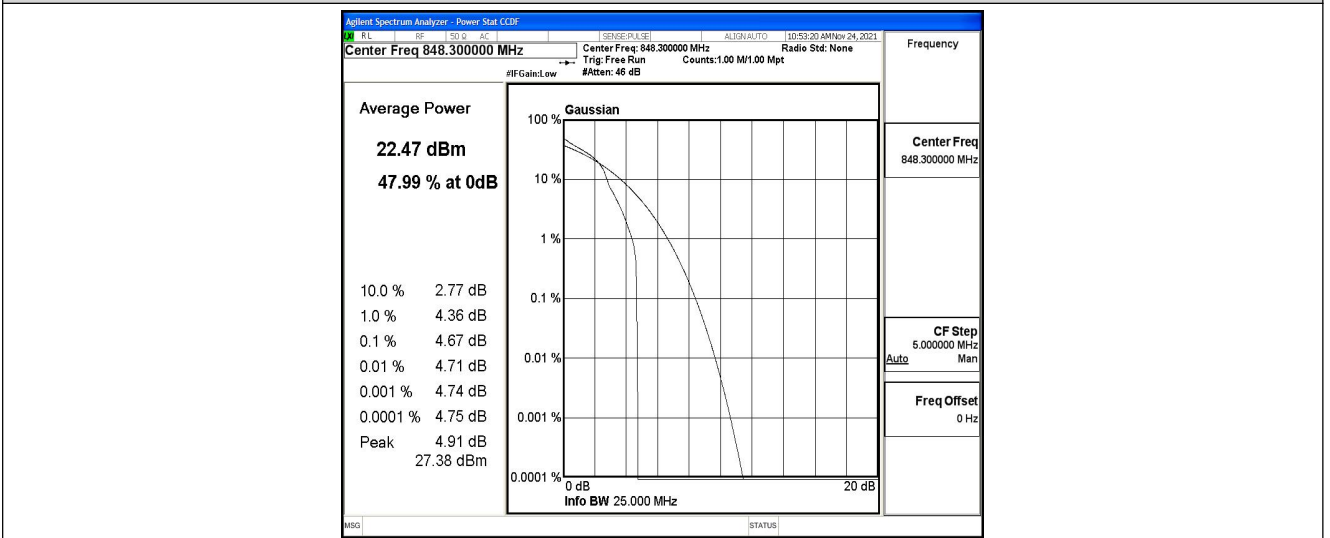 Agilent Spectrum Analyzer - Power Stat CCDF
RL RF 50 Ω AC SENSE:PULSE ALIGNAUTO 10:53:20 AMNov 24, 2021
Center Freq 848.300000 MHz
Center Freq: 848.300000 MHz Radio Std: None
Trig: Free Run Counts:1.00 M/1.00 Mpt
#IFGain:Low #Atten: 46 dB
Average Power
22.47 dBm
47.99 % at 0dB
10.0 % 2.77 dB
1.0 % 4.36 dB
0.1 % 4.67 dB
0.01 % 4.71 dB
0.001 % 4.74 dB
0.0001 % 4.75 dB
Peak 4.91 dB
27.38 dBm
Gaussian
100 %
10 %
1 %
0.1 %
0.01 %
0.001 %
0.0001 %
0 dB 20 dB
Info BW 25.000 MHz
Frequency
Center Freq
848.300000 MHz
CF Step
5.000000 MHz
Auto Man
Freq Offset
0 Hz
MSG STATUS